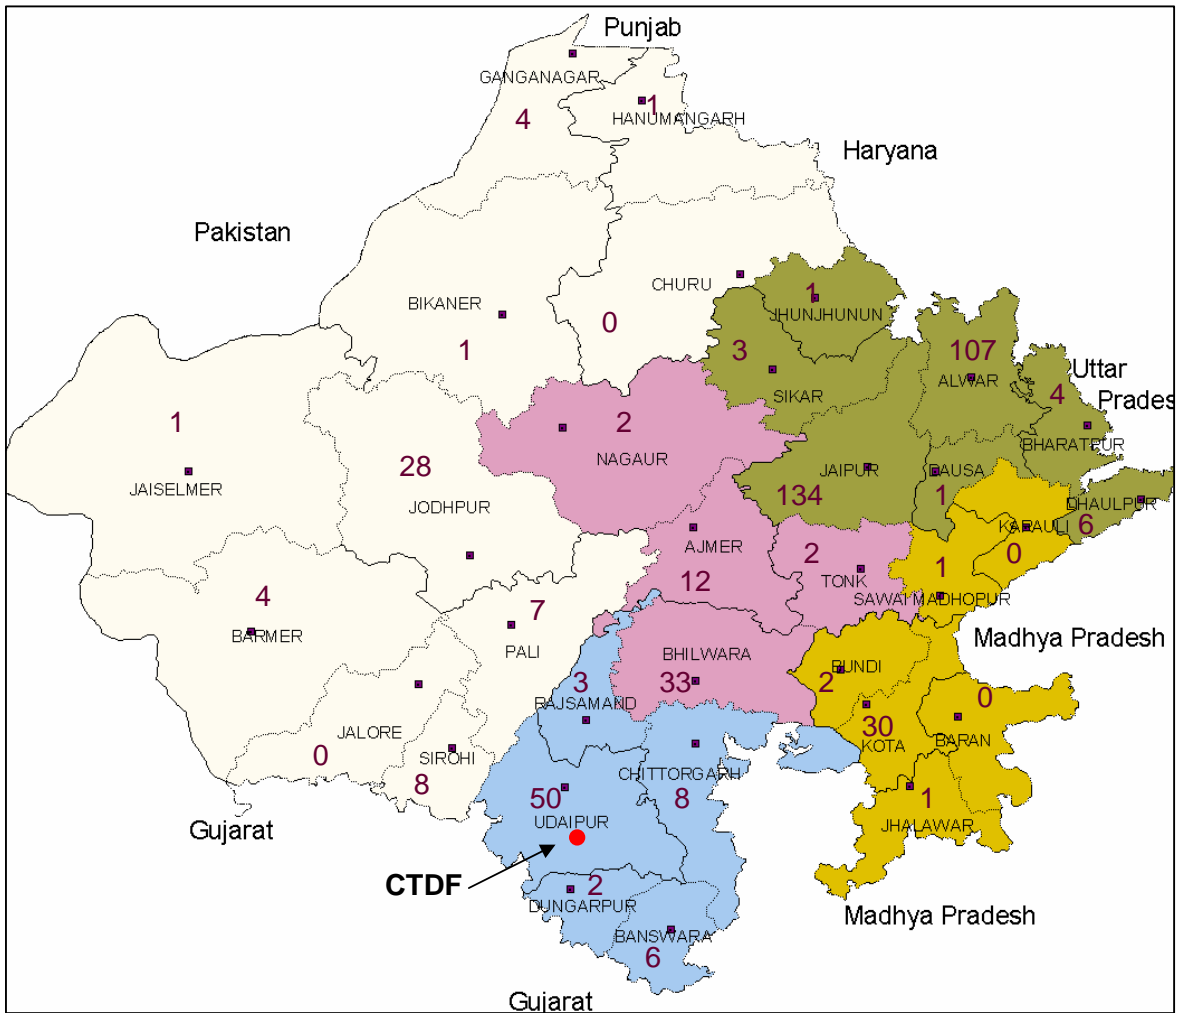 Punjab
GANGANAGAR
4
1
HANUMANGARH
Haryana
Pakistan
CHURU
BIKANER
0
1
1
JHUNJHUNUN
3
SIKAR
107
ALWAR
Uttar
Prades
4
BHARATPUR
1
JAISELMER
28
JODHPUR
2
NAGAUR
JAIPUR
134
DAUSA
1
DHAULPUR
6
KARAULI
0
AJMER
12
2
TONK
1
SAWAI MADHOPUR
4
BARMER
7
PALI
Madhya Pradesh
BHILWARA
33
BUNDI
2
3
RAJSAMAND
30
KOTA
0
BARAN
JALORE
0
SIROHI
8
CHITTORGARH
8
50
UDAIPUR
1
JHALAWAR
Gujarat
CTDF
2
DUNGARPUR
BANSWARA
6
Madhya Pradesh
Gujarat